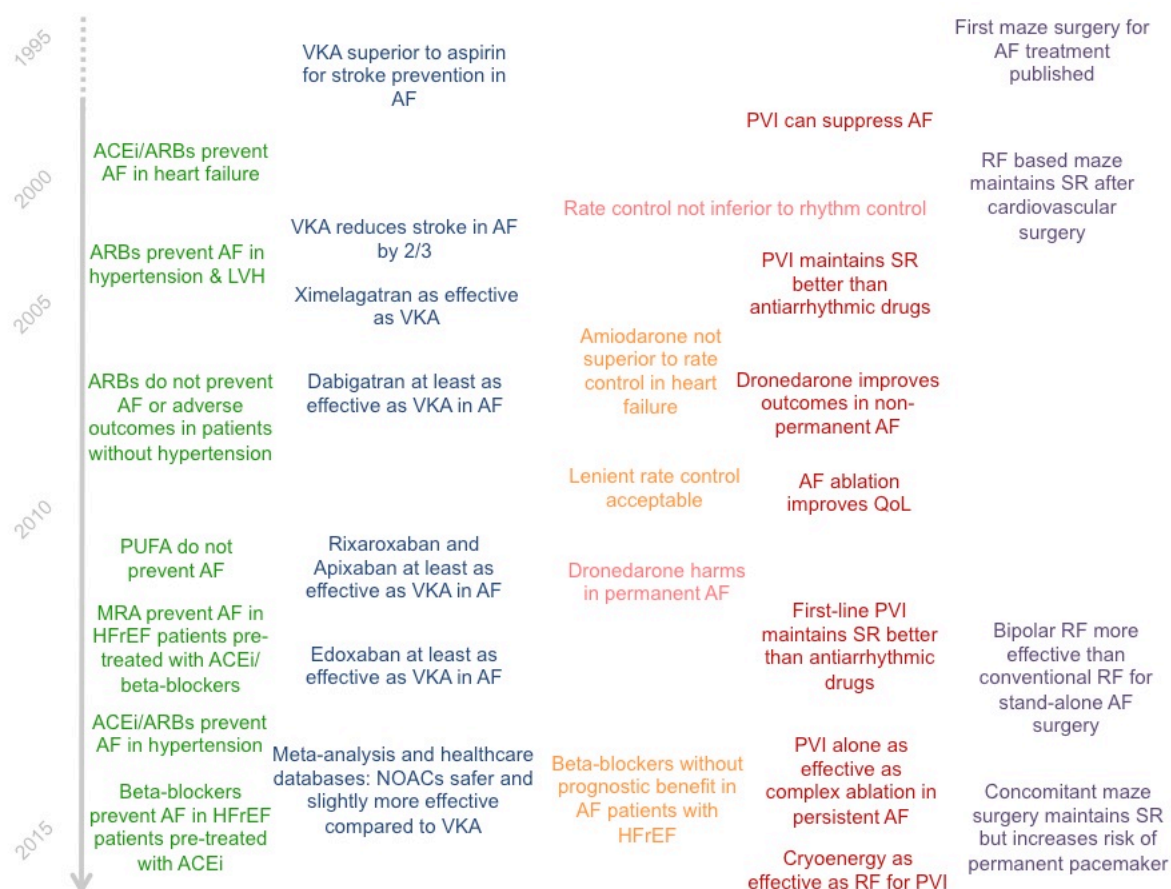 1995
2000
2005
2010
2015
ACEi/ARBs prevent
AF in heart failure
ARBs prevent AF in
hypertension & LVH
ARBs do not prevent
AF or adverse
outcomes in patients
without hypertension
PUFA do not
prevent AF
MRA prevent AF in
HFrEF patients pre-
treated with ACEi/
beta-blockers
ACEi/ARBs prevent
AF in hypertension
Beta-blockers
prevent AF in HFrEF
patients pre-treated
with ACEi
VKA superior to aspirin
for stroke prevention in
AF
VKA reduces stroke in AF
by 2/3
Ximelagatran as effective
as VKA
Dabigatran at least as
effective as VKA in AF
Rixaroxaban and
Apixaban at least as
effective as VKA in AF
Edoxaban at least as
effective as VKA in AF
Meta-analysis and healthcare
databases: NOACs safer and
slightly more effective
compared to VKA
Rate control not inferior to rhythm control
Amiodarone not
superior to rate
control in heart
failure
Lenient rate control
acceptable
Dronedarone harms
in permanent AF
Beta-blockers without
prognostic benefit in
AF patients with
HFrEF
PVI can suppress AF
PVI maintains SR
better than
antiarrhythmic drugs
Dronedarone improves
outcomes in non-
permanent AF
AF ablation
improves QoL
First-line PVI
maintains SR better
than antiarrhythmic
drugs
PVI alone as
effective as
complex ablation in
persistent AF
Cryoenergy as
effective as RF for PVI
First maze surgery for
AF treatment
published
RF based maze
maintains SR after
cardiovascular
surgery
Bipolar RF more
effective than
conventional RF for
stand-alone AF
surgery
Concomitant maze
surgery maintains SR
but increases risk of
permanent pacemaker